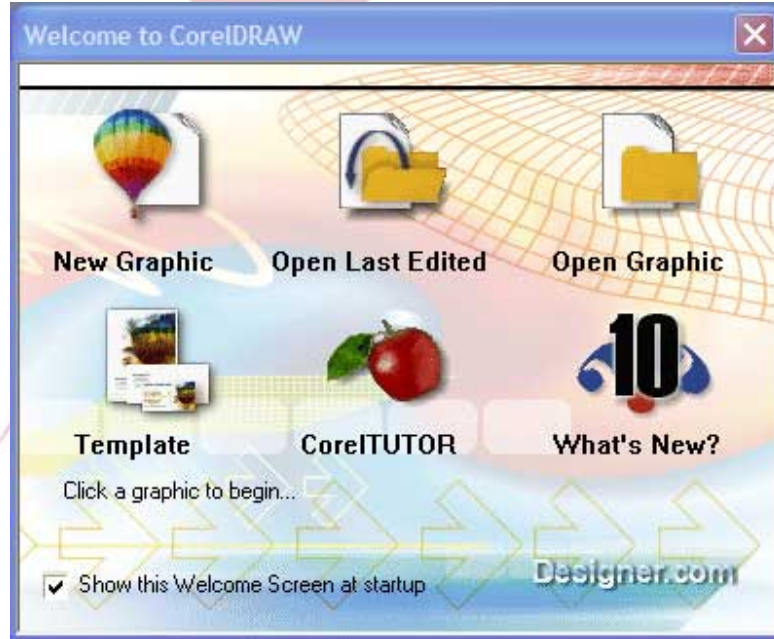 Welcome to CorelDRAW
New Graphic
Open Last Edited
Open Graphic
10
Template
CorelTUTOR
What's New?
Click a graphic to begin...
Show this Welcome Screen at startup
Designer.com